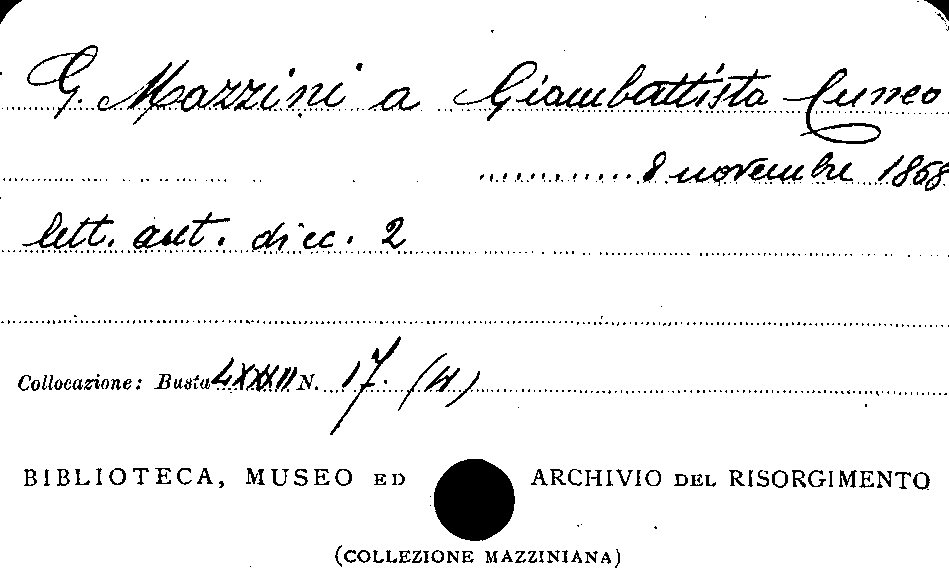 G. Mazzini a Giambattista Cuneo
8 novembre 1868
lett. aut. di cc. 2
Collocazione: Busta LXXXII N. 17. (4)
BIBLIOTECA, MUSEO ED ARCHIVIO DEL RISORGIMENTO
(COLLEZIONE MAZZINIANA)